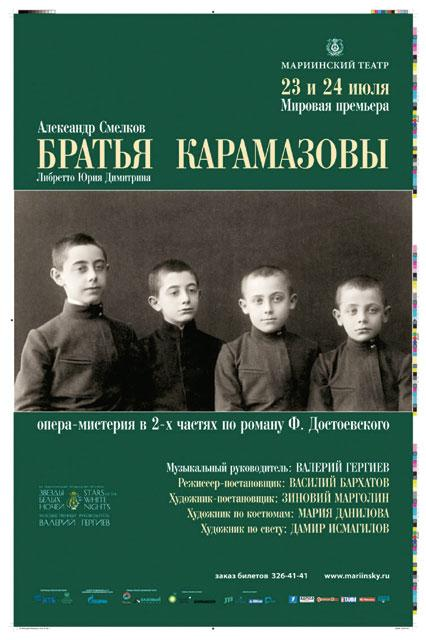 МАРИИНСКИЙ ТЕАТР
23 и 24 июля
Мировая премьера
Александр Смелков
БРАТЬЯ КАРАМАЗОВЫ
Либретто Юрия Димитрина
опера-мистерия в 2-х частях по роману Ф. Достоевского
Музыкальный руководитель: ВАЛЕРИЙ ГЕРГИЕВ
Режиссер-постановщик: ВАСИЛИЙ БАРХАТОВ
Художник-постановщик: ЗИНОВИЙ МАРГОЛИН
Художник по костюмам: МАРИЯ ДАНИЛОВА
Художник по свету: ДАМИР ИСМАГИЛОВ
ЗВЕЗДЫ БЕЛЫХ НОЧЕЙ
STARS OF THE WHITE NIGHTS
ХУДОЖЕСТВЕННЫЙ РУКОВОДИТЕЛЬ
ВАЛЕРИЙ ГЕРГИЕВ
заказ билетов 326-41-41 www.mariinsky.ru